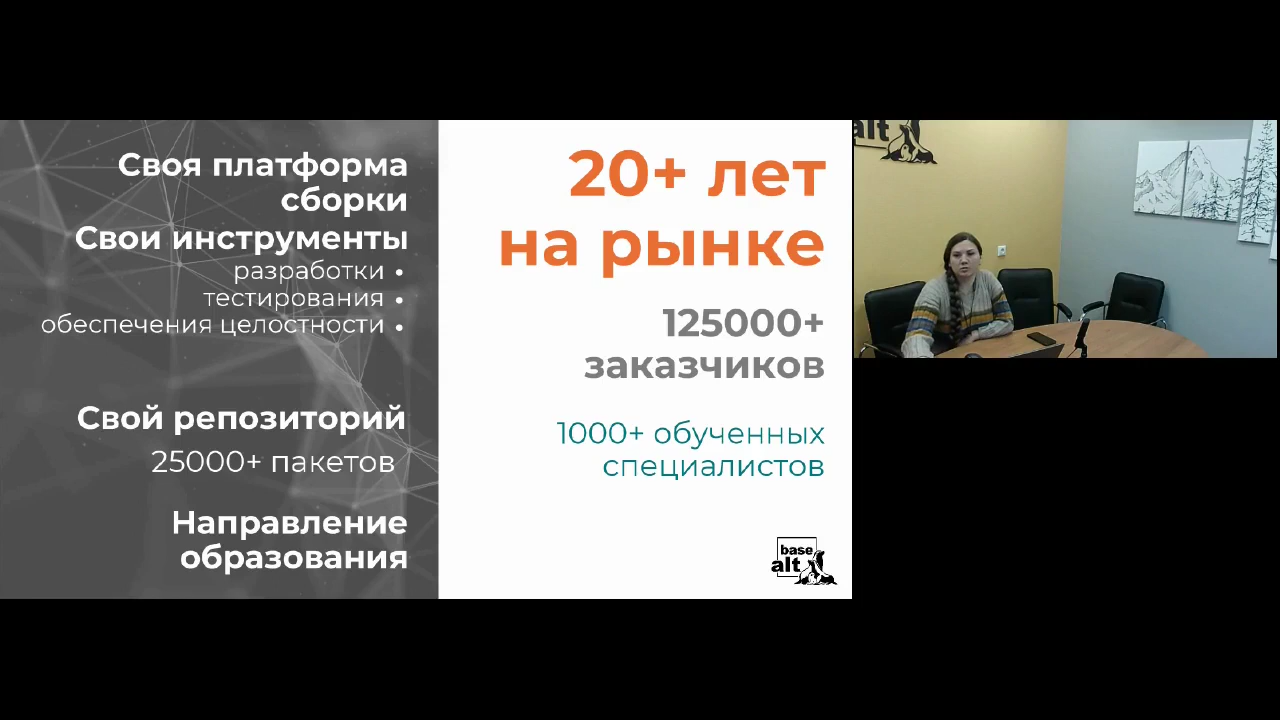 Своя платформа
сборки
Свои инструменты
разработки •
тестирования •
обеспечения целостности •
Свой репозиторий
25000+ пакетов
Направление
образования
20+ лет
на рынке
125000+
заказчиков
1000+ обученных
специалистов
base
alt
alt